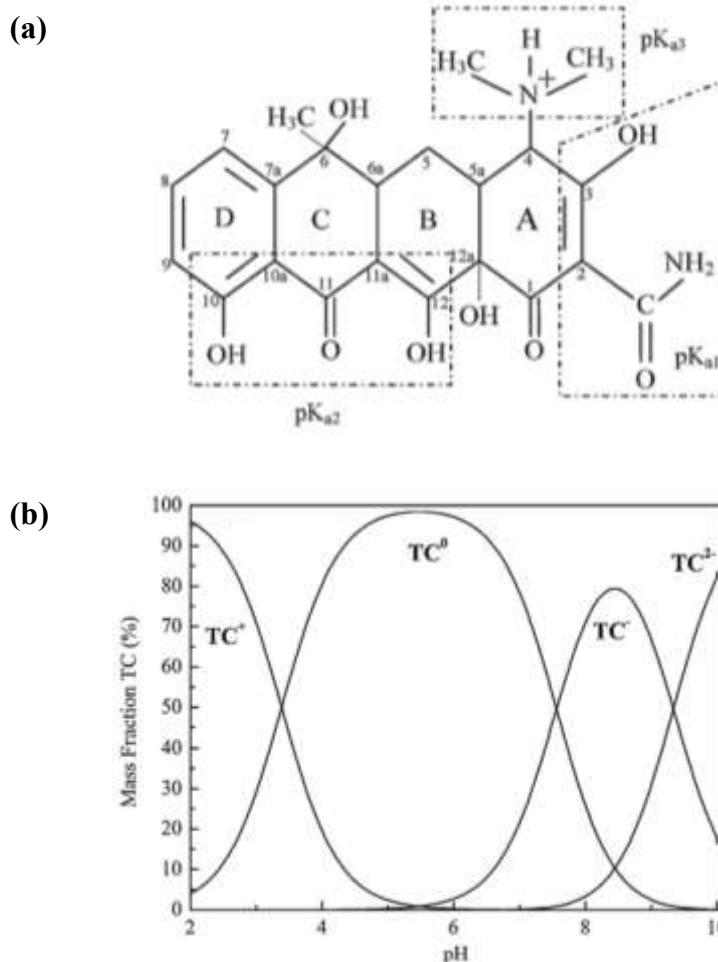 (a)
H
pKa3
H3C
CH3
+
N
OH
H3C
OH
7
8
7a
6
6a
5
5a
4
3
D
C
B
A
9
10
10a
11
11a
12
12a
1
2
NH2
C
OH
O
OH
OH
O
O
pKa1
pKa2
(b)
100
90
80
70
60
50
40
30
20
10
0
Mass Fraction TC (%)
TC+
TC0
TC-
TC2-
2
4
6
8
10
pH